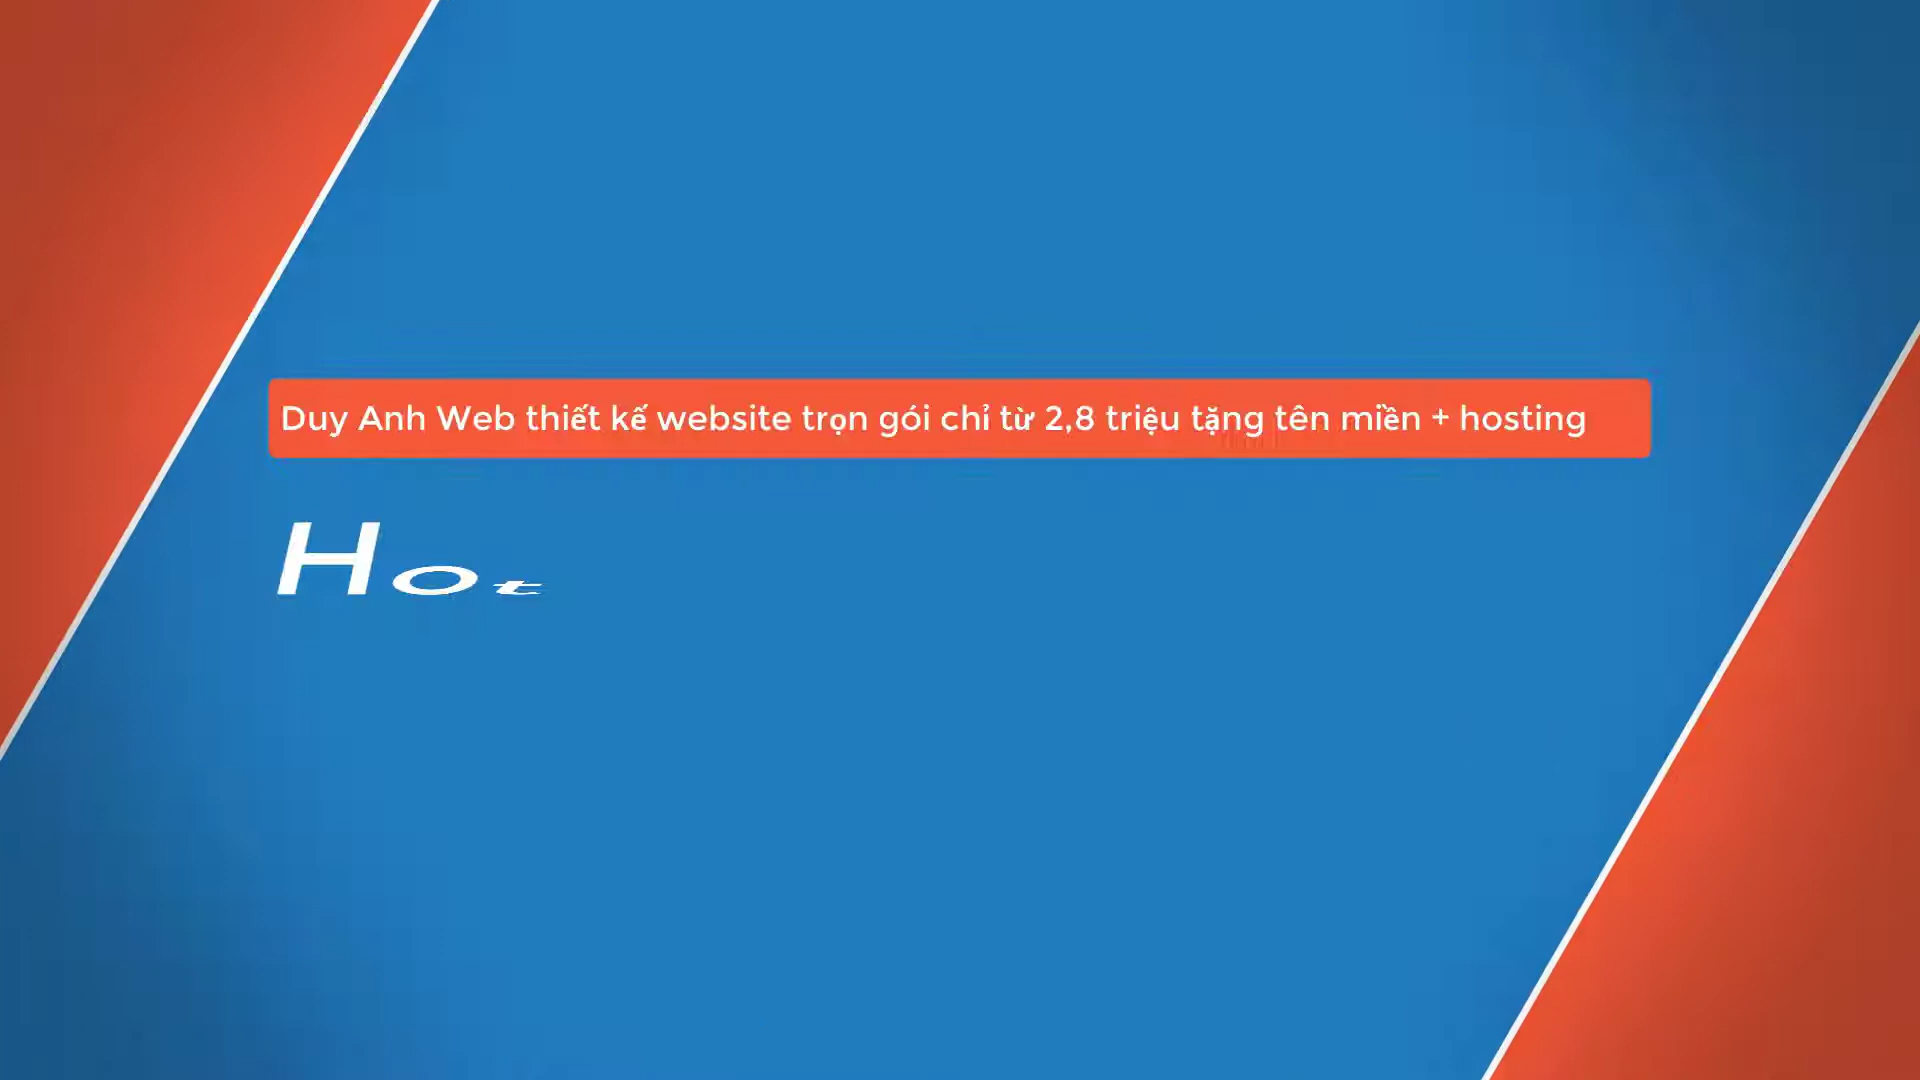 Duy Anh Web thiết kế website trọn gói chỉ từ 2,8 triệu tặng tên miền + hosting
Hot